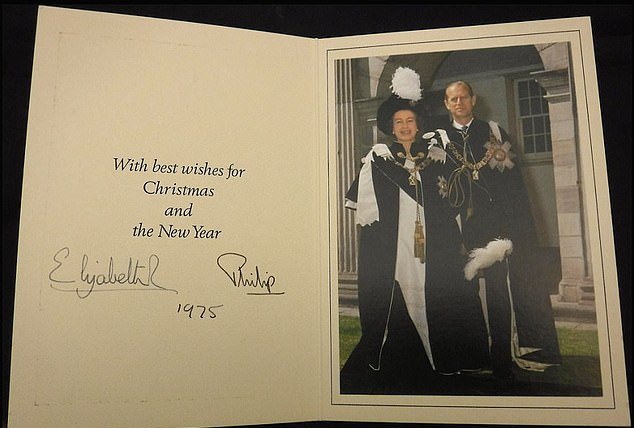 With best wishes for
Christmas
and
the New Year
Elizabeth R
Philip
1975